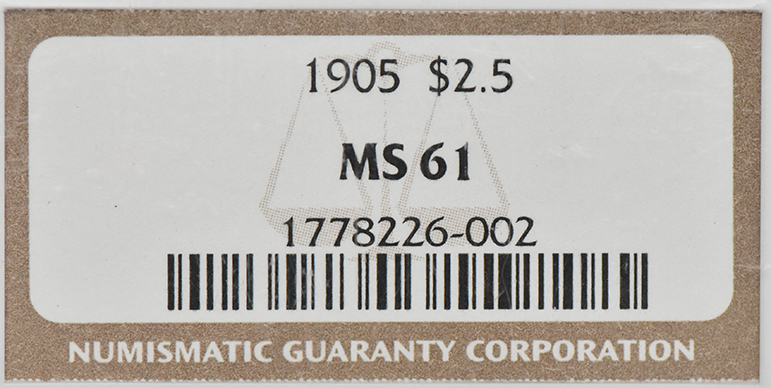 1905 $2.5
MS 61
1778226-002
NUMISMATIC GUARANTY CORPORATION